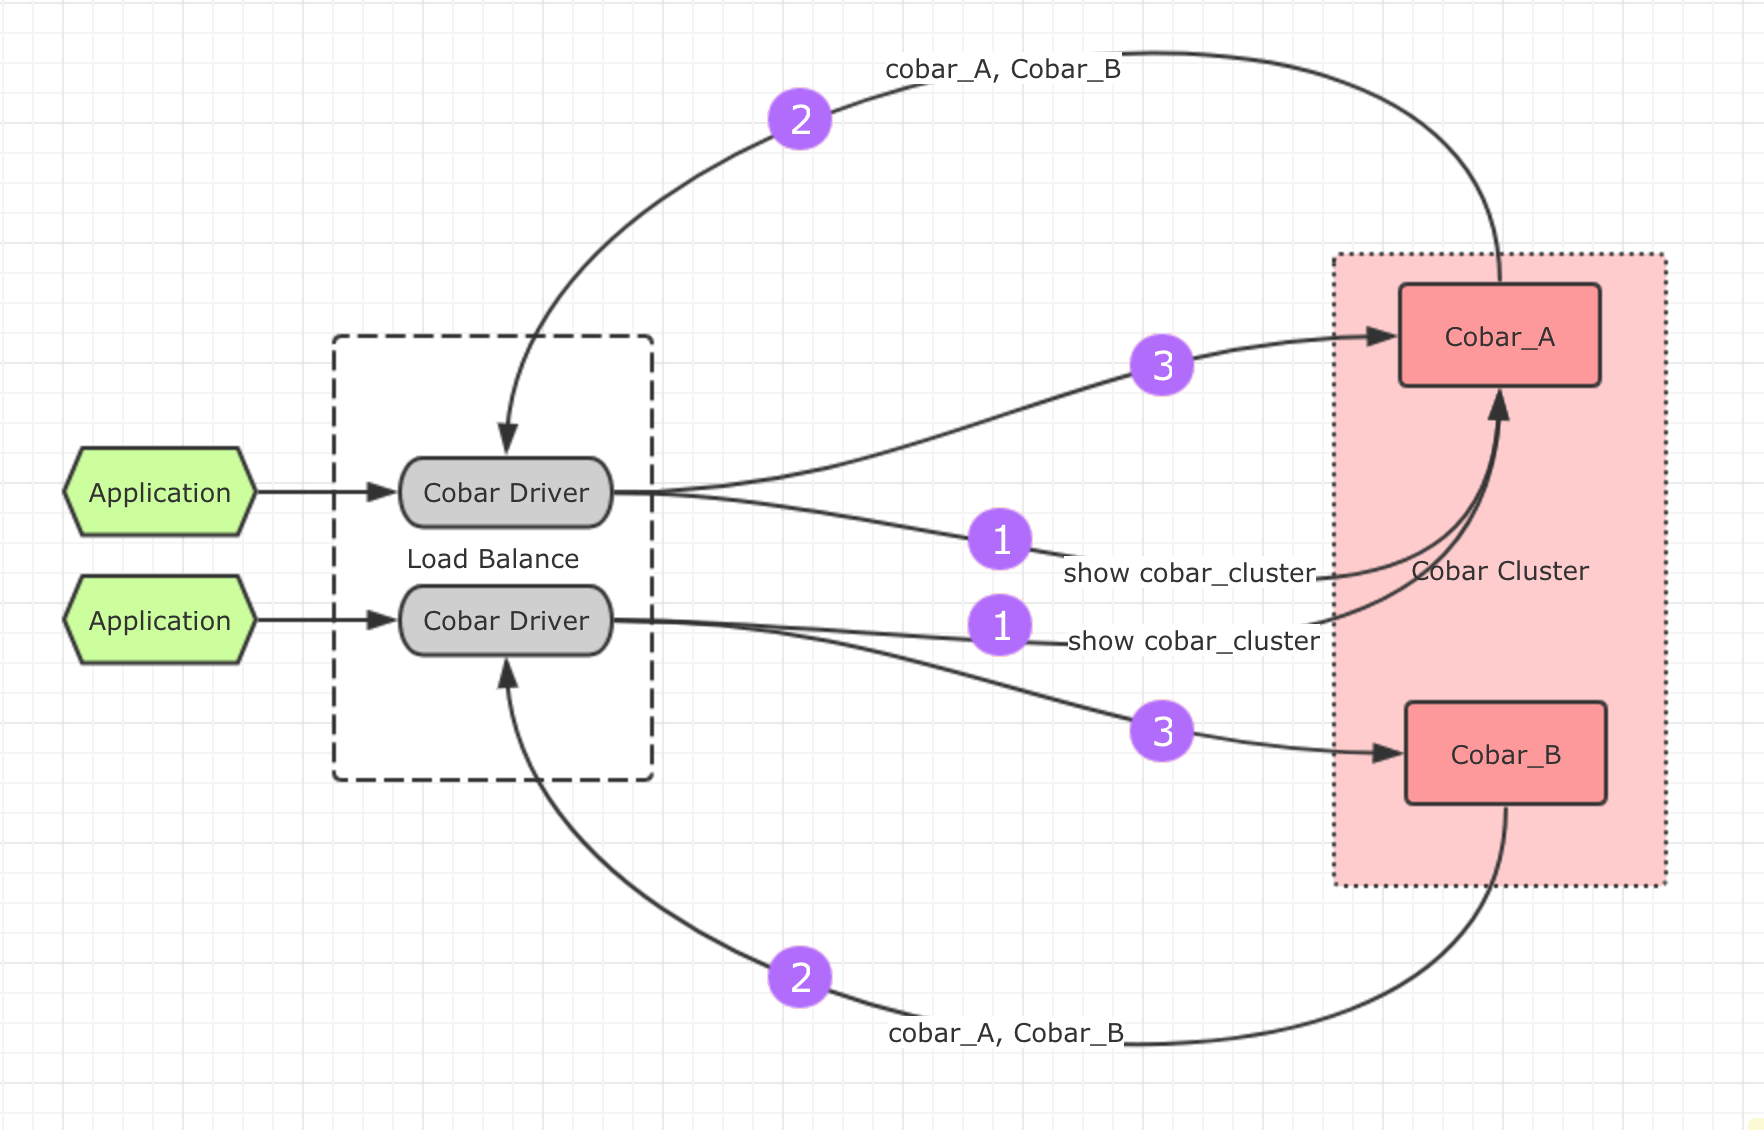 cobar_A, Cobar_B
2
Cobar_A
3
Application
Cobar Driver
1
Load Balance
show cobar_cluster
Cobar Cluster
Application
Cobar Driver
1
show cobar_cluster
3
Cobar_B
2
cobar_A, Cobar_B